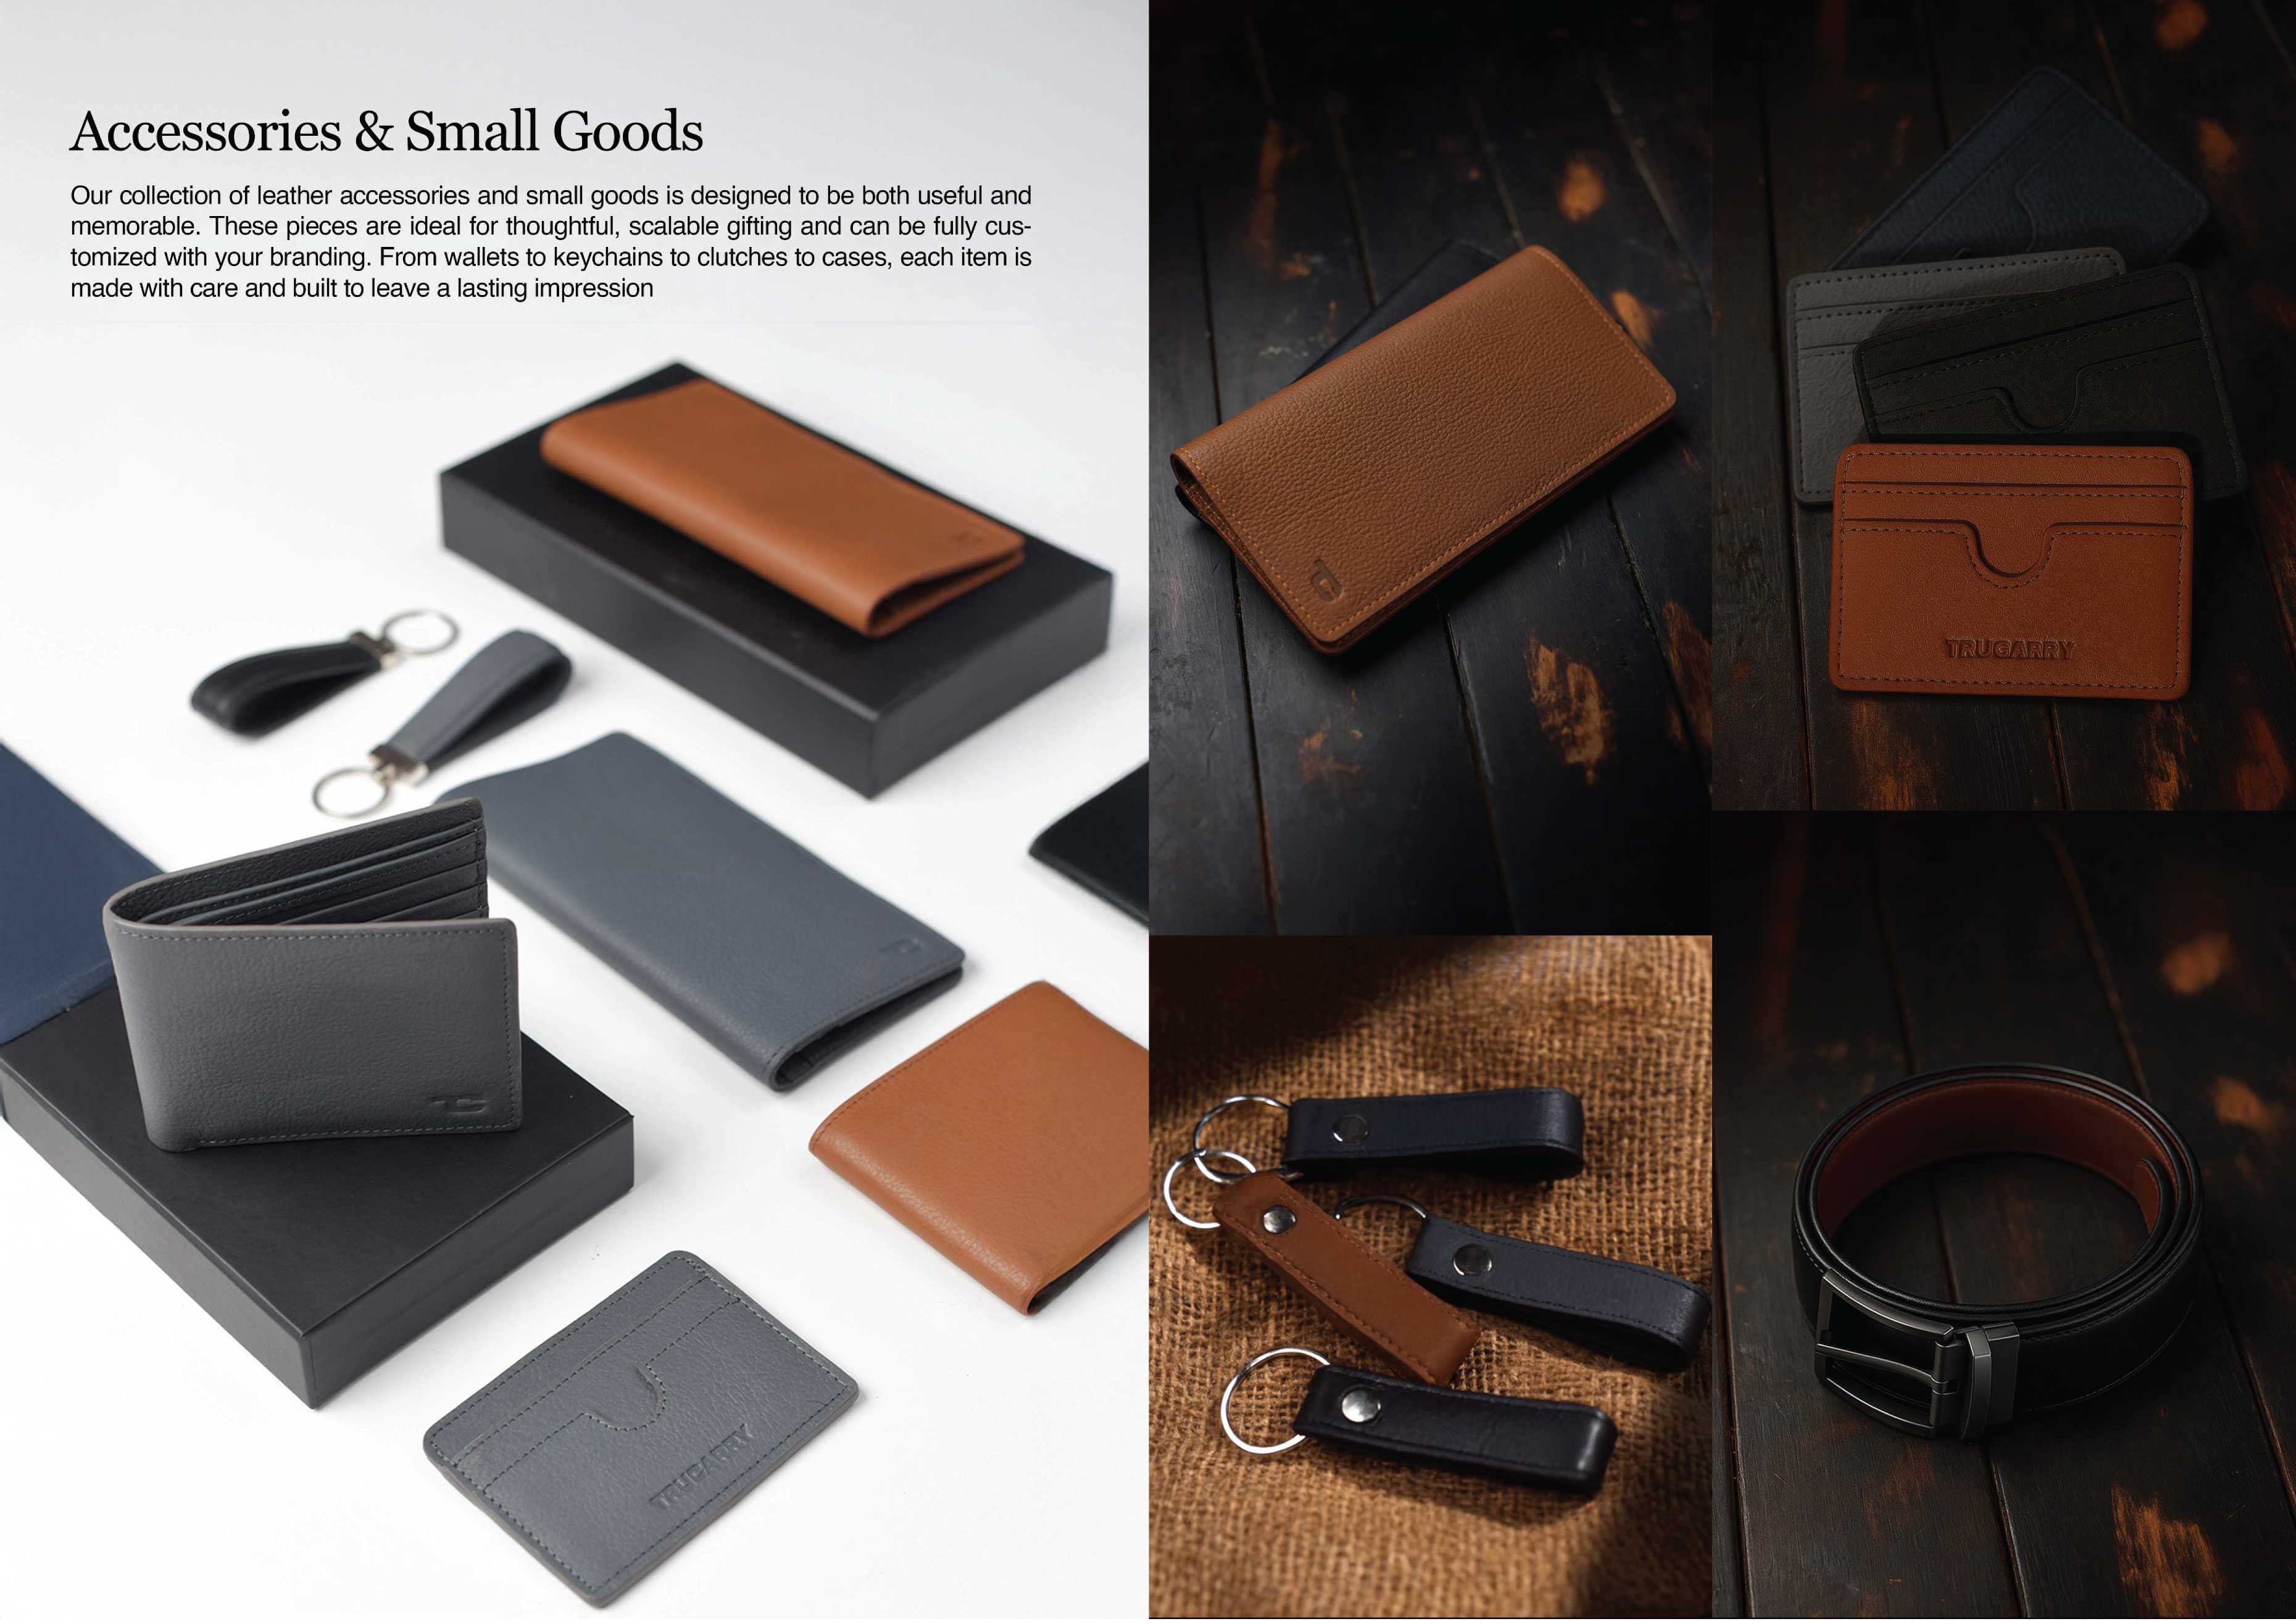 Accessories & Small Goods
Our collection of leather accessories and small goods is designed to be both useful and
memorable. These pieces are ideal for thoughtful, scalable gifting and can be fully cus-
tomized with your branding. From wallets to keychains to clutches to cases, each item is
made with care and built to leave a lasting impression
TRUGARRY
TRUGARRY